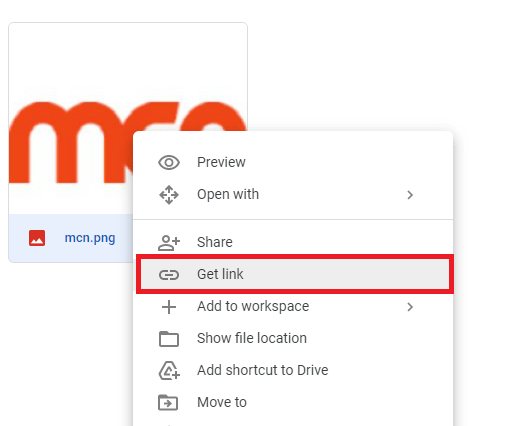 mcn
Preview
Open with
mcn.png
Share
Get link
Add to workspace
Show file location
Add shortcut to Drive
Move to